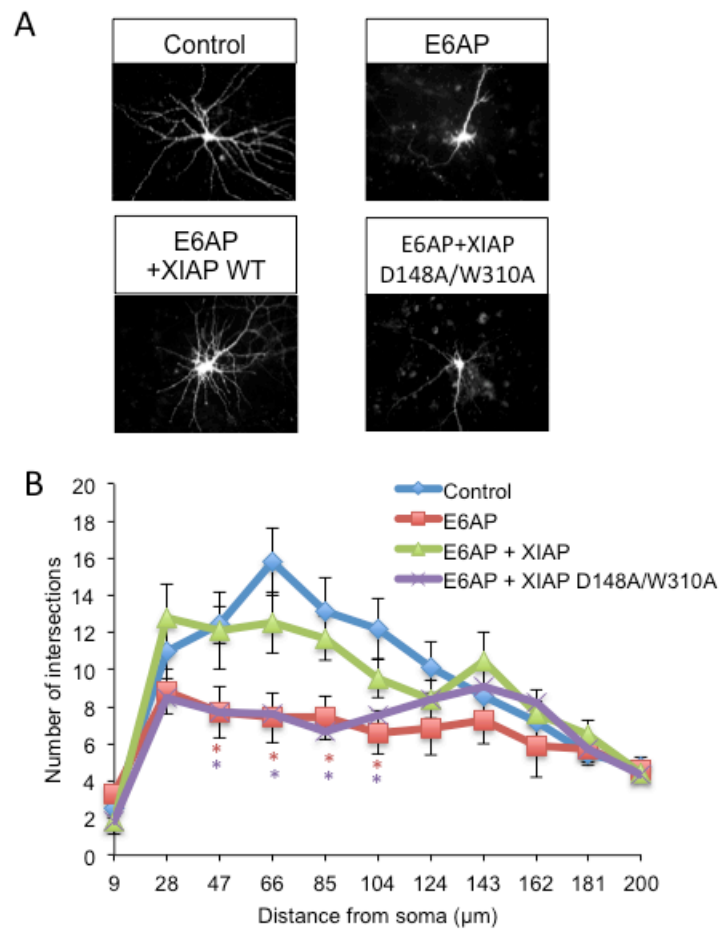 A
Control
E6AP
E6AP
+XIAP WT
E6AP+XIAP
D148A/W310A
B
Number of intersections
20
18
16
14
12
10
8
6
4
2
0
Control
E6AP
E6AP + XIAP
E6AP + XIAP D148A/W310A
* * * *
* * * *
9 28 47 66 85 104 124 143 162 181 200
Distance from soma (µm)